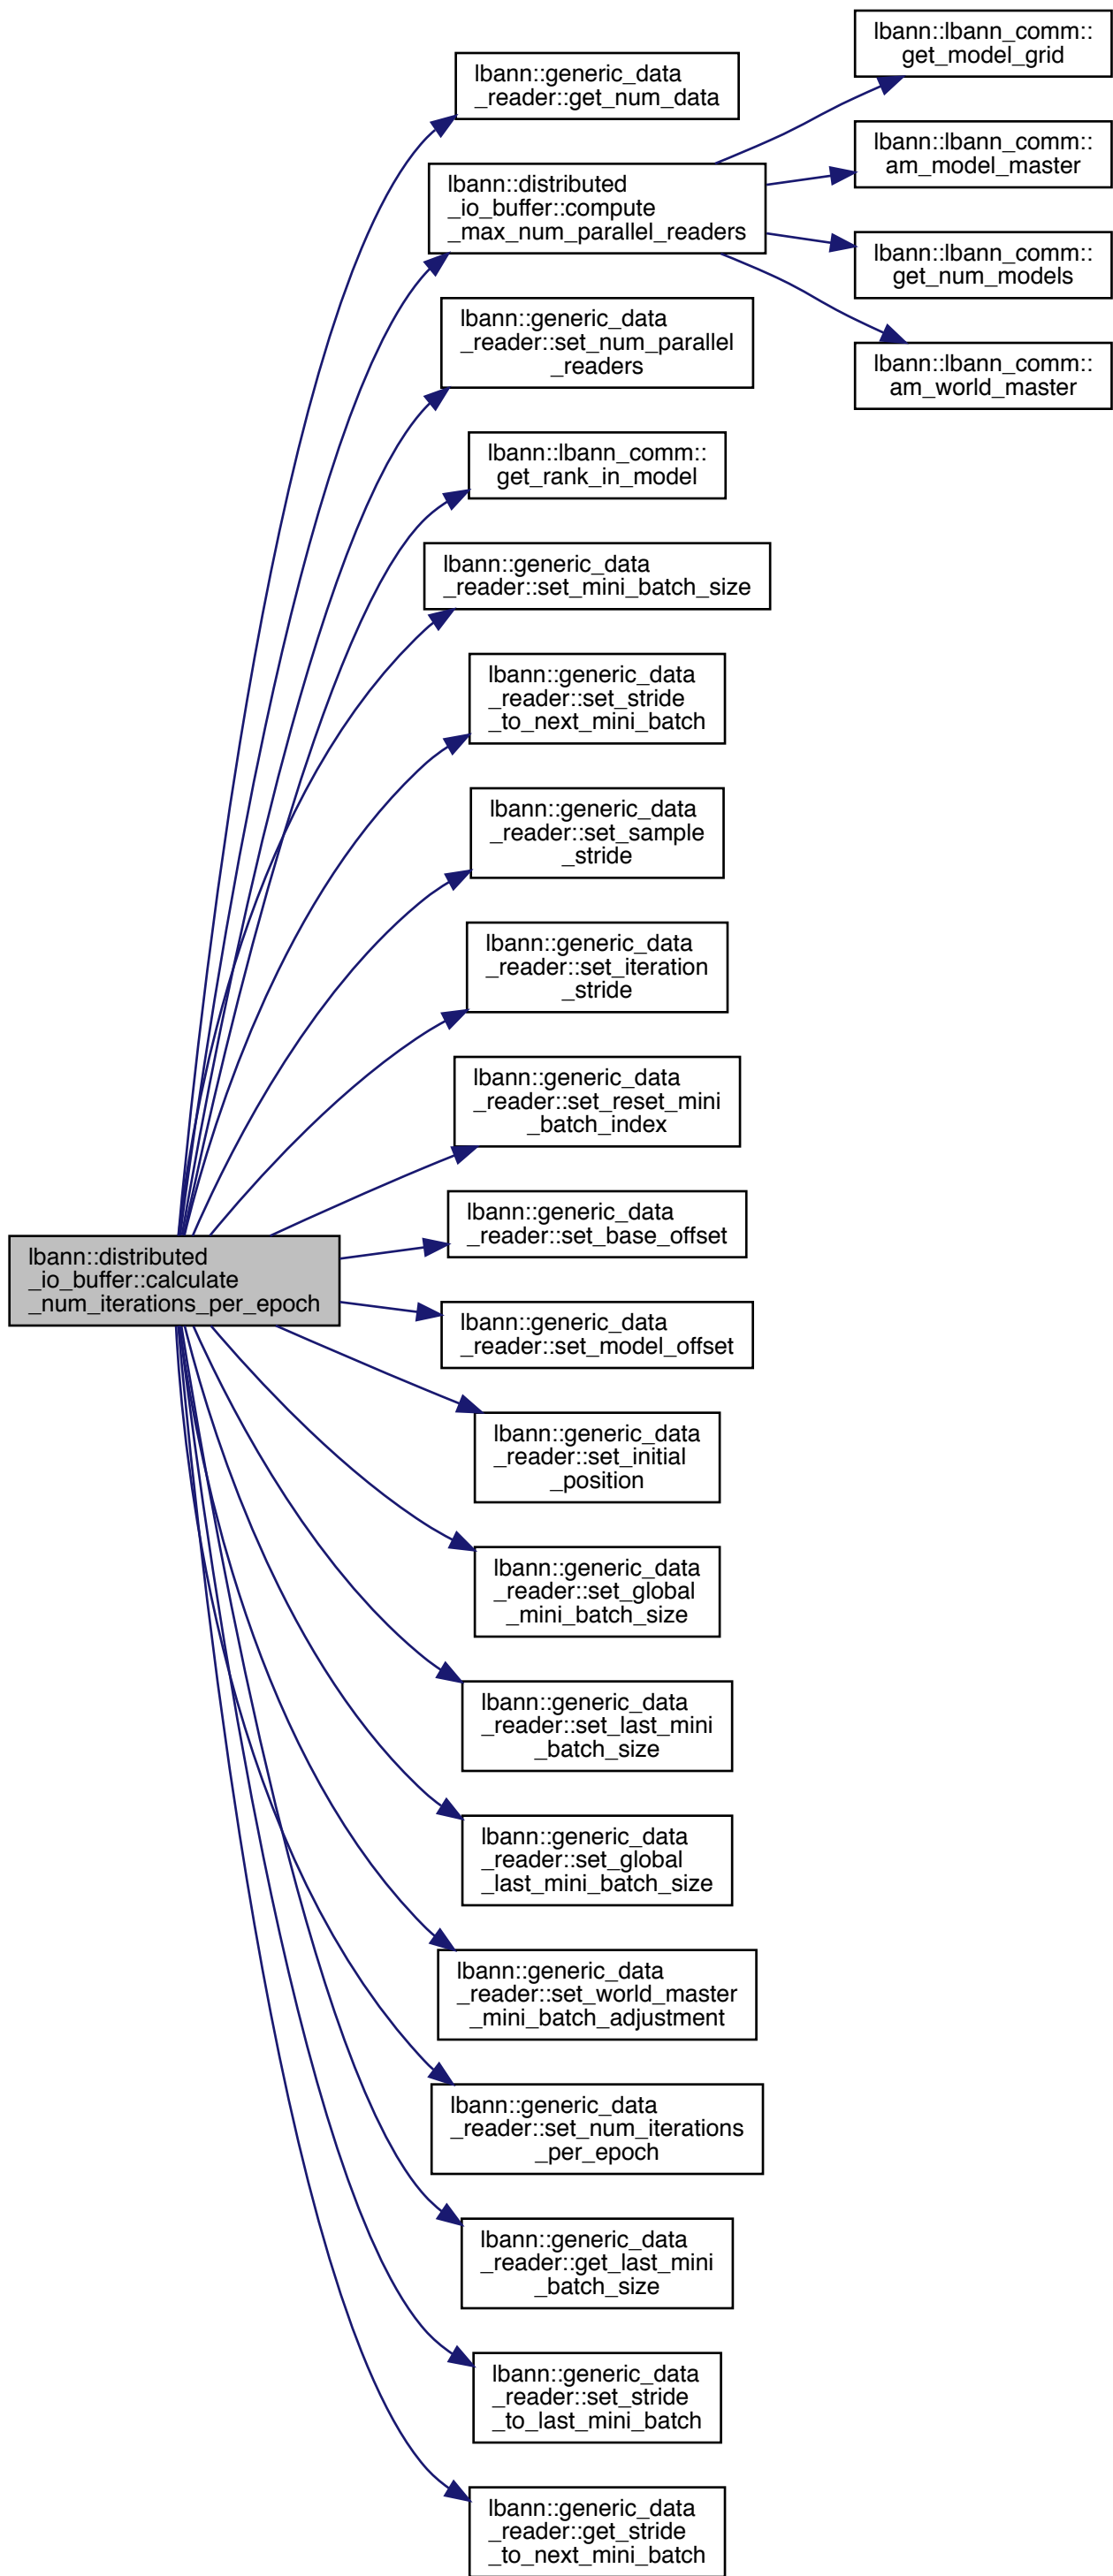 lbann::distributed
_io_buffer::calculate
_num_iterations_per_epoch
lbann::generic_data
_reader::get_num_data
lbann::distributed
_io_buffer::compute
_max_num_parallel_readers
lbann::lbann_comm::
get_model_grid
lbann::lbann_comm::
am_model_master
lbann::lbann_comm::
get_num_models
lbann::lbann_comm::
am_world_master
lbann::generic_data
_reader::set_num_parallel
_readers
lbann::lbann_comm::
get_rank_in_model
lbann::generic_data
_reader::set_mini_batch_size
lbann::generic_data
_reader::set_stride
_to_next_mini_batch
lbann::generic_data
_reader::set_sample
_stride
lbann::generic_data
_reader::set_iteration
_stride
lbann::generic_data
_reader::set_reset_mini
_batch_index
lbann::generic_data
_reader::set_base_offset
lbann::generic_data
_reader::set_model_offset
lbann::generic_data
_reader::set_initial
_position
lbann::generic_data
_reader::set_global
_mini_batch_size
lbann::generic_data
_reader::set_last_mini
_batch_size
lbann::generic_data
_reader::set_global
_last_mini_batch_size
lbann::generic_data
_reader::set_world_master
_mini_batch_adjustment
lbann::generic_data
_reader::set_num_iterations
_per_epoch
lbann::generic_data
_reader::get_last_mini
_batch_size
lbann::generic_data
_reader::set_stride
_to_last_mini_batch
lbann::generic_data
_reader::get_stride
_to_next_mini_batch